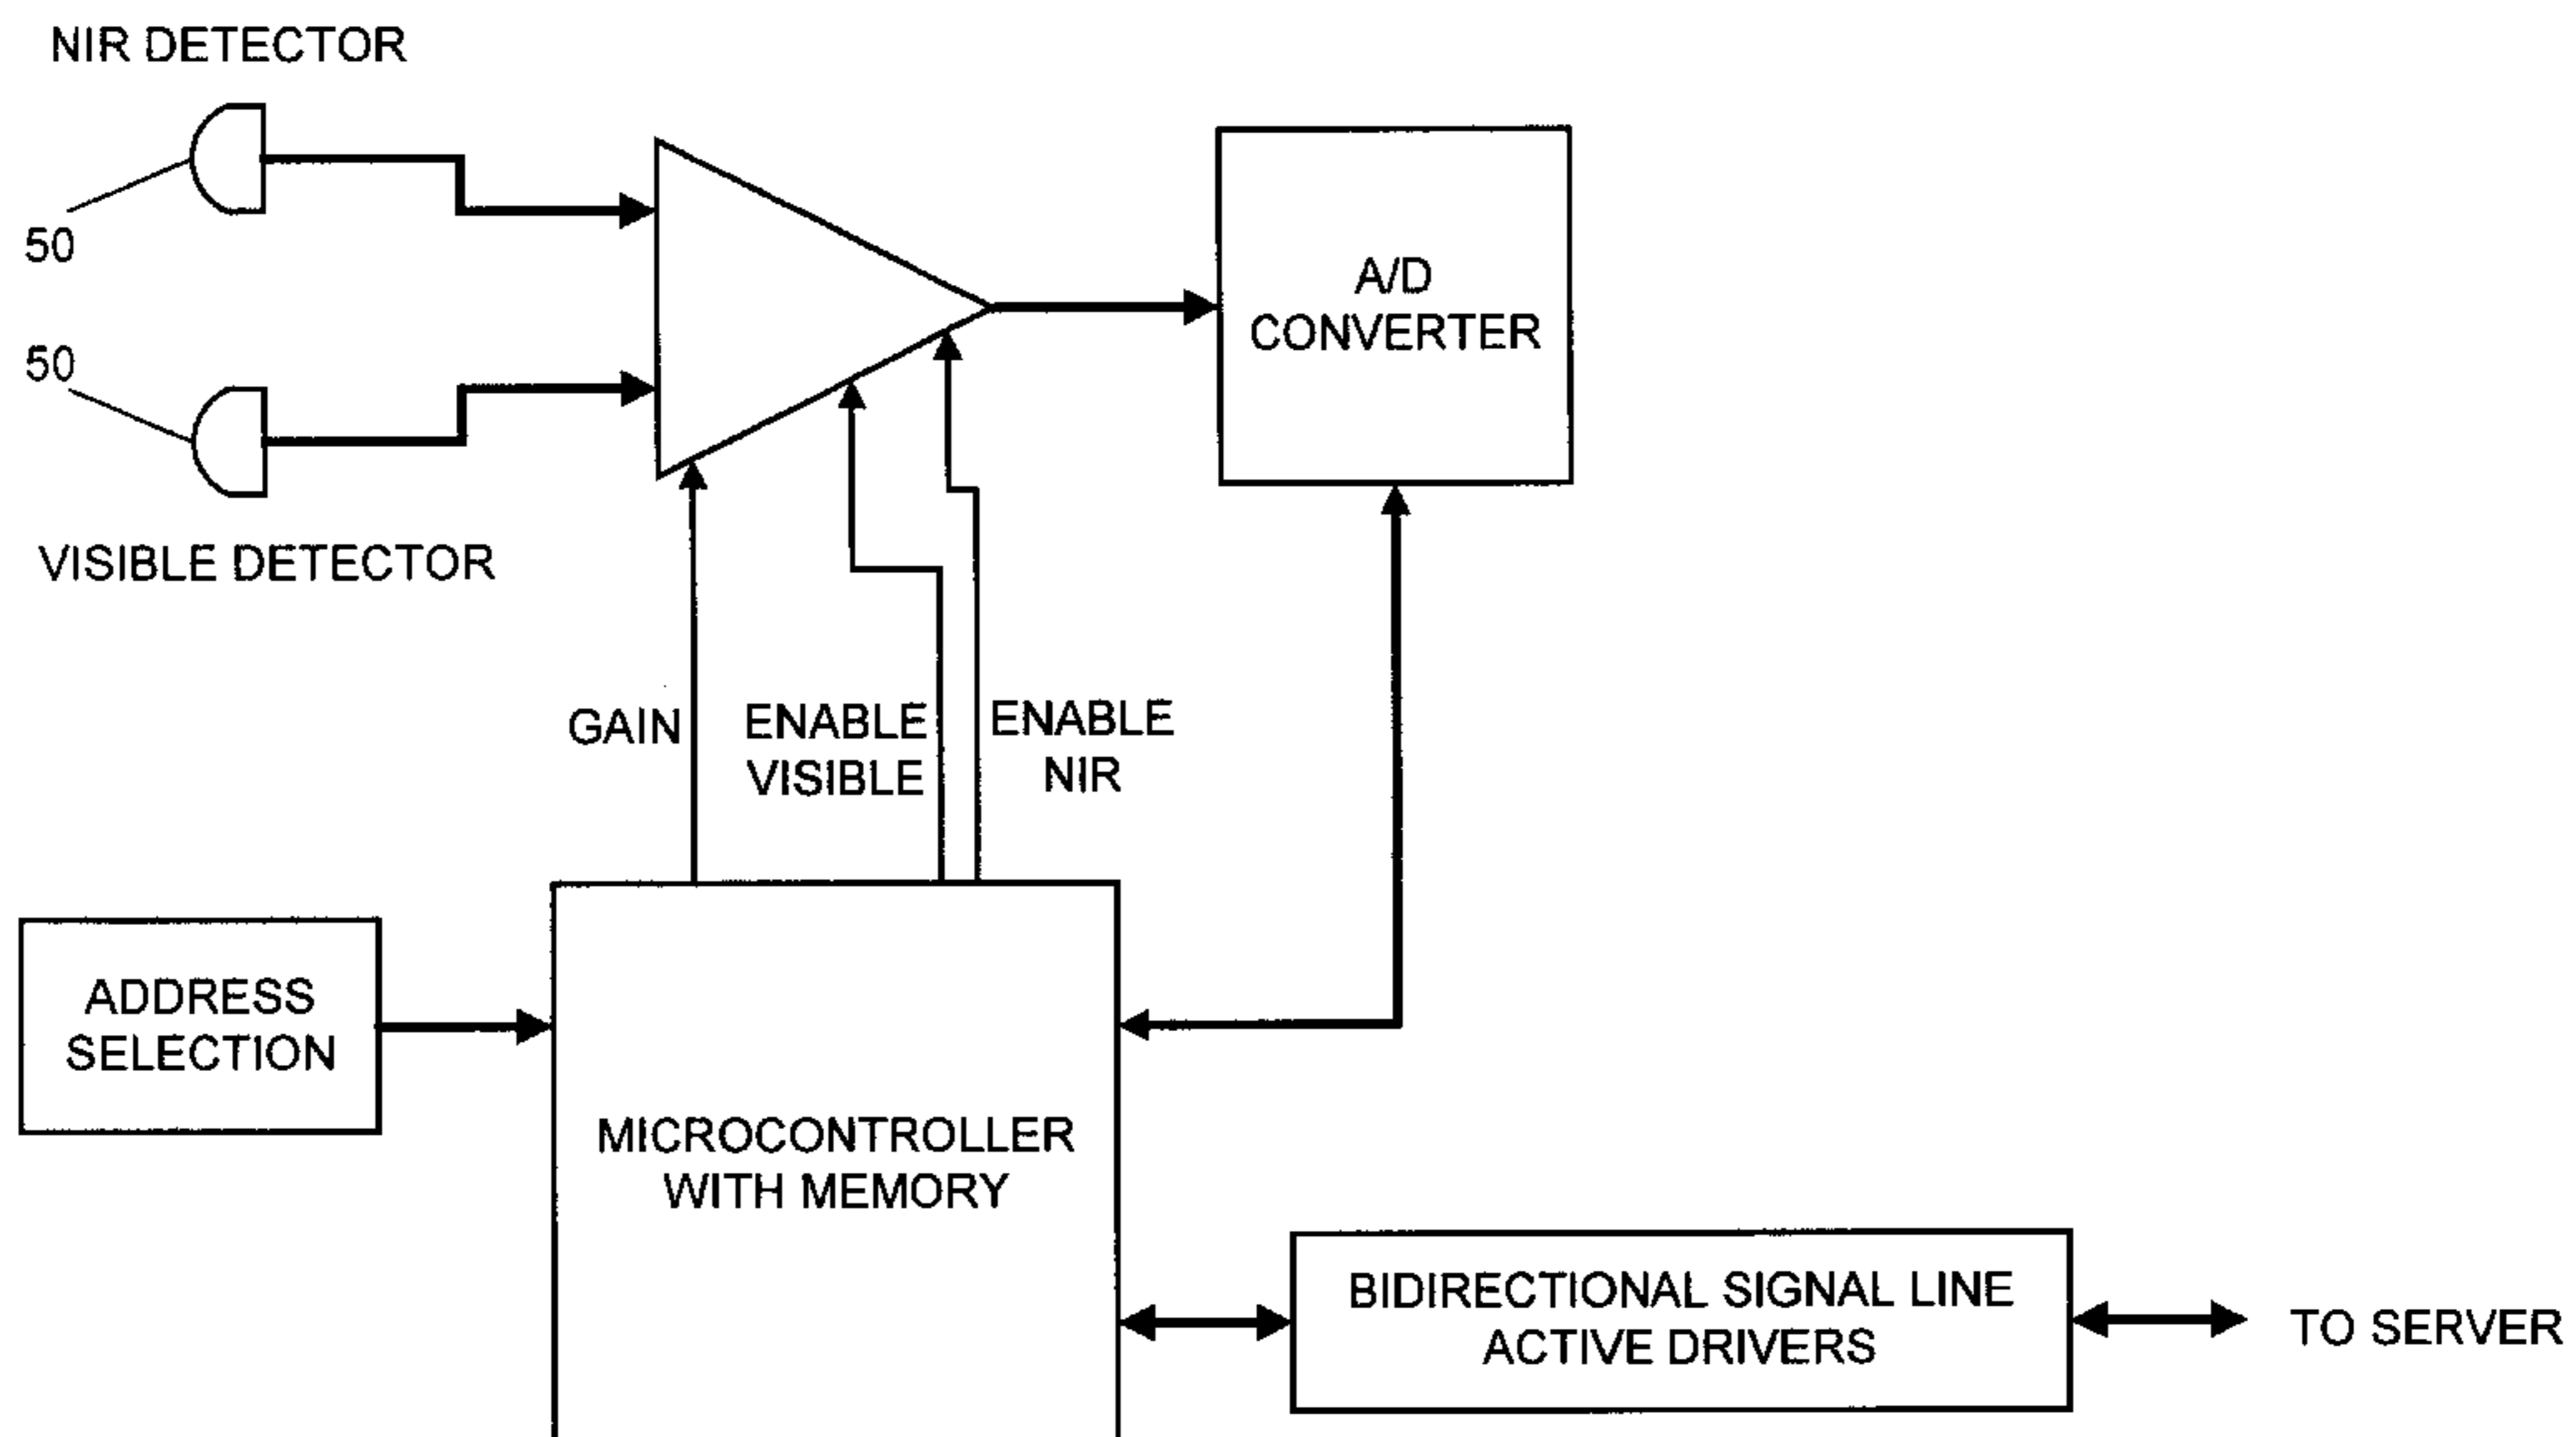 NIR DETECTOR
50
50
VISIBLE DETECTOR
A/D
CONVERTER
GAIN
ENABLE
VISIBLE
ENABLE
NIR
ADDRESS
SELECTION
MICROCONTROLLER
WITH MEMORY
BIDIRECTIONAL SIGNAL LINE
ACTIVE DRIVERS
TO SERVER